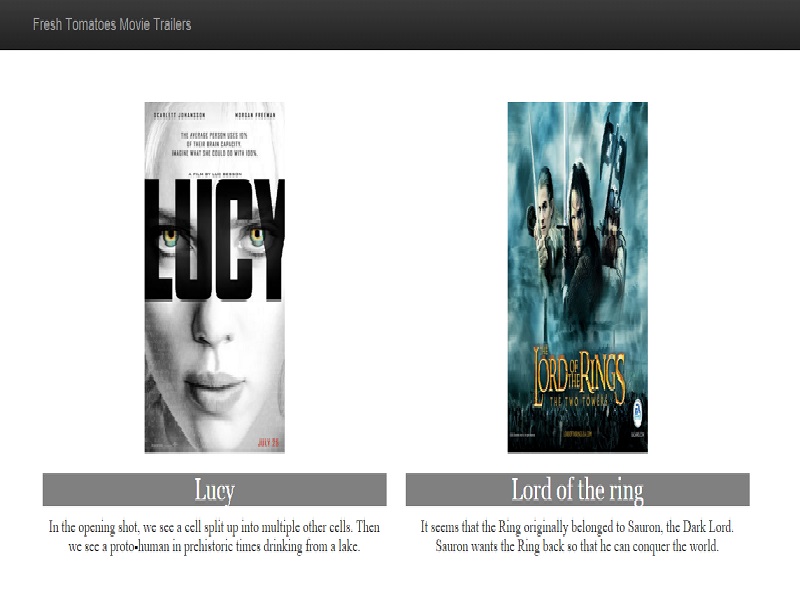 Fresh Tomatoes Movie Trailers
SCARLETT JOHANSSON MORGAN FREEMAN
THE AVERAGE PERSON USES 10%
OF THEIR BRAIN CAPACITY.
IMAGINE WHAT SHE COULD DO WITH 100%.
A FILM BY LUC BESSON
LUCY
JULY 25
THE LORD OF THE RINGS
THE TWO TOWERS
Lucy
Lord of the ring
In the opening shot, we see a cell split up into multiple other cells. Then
we see a proto-human in prehistoric times drinking from a lake.
It seems that the Ring originally belonged to Sauron, the Dark Lord.
Sauron wants the Ring back so that he can conquer the world.